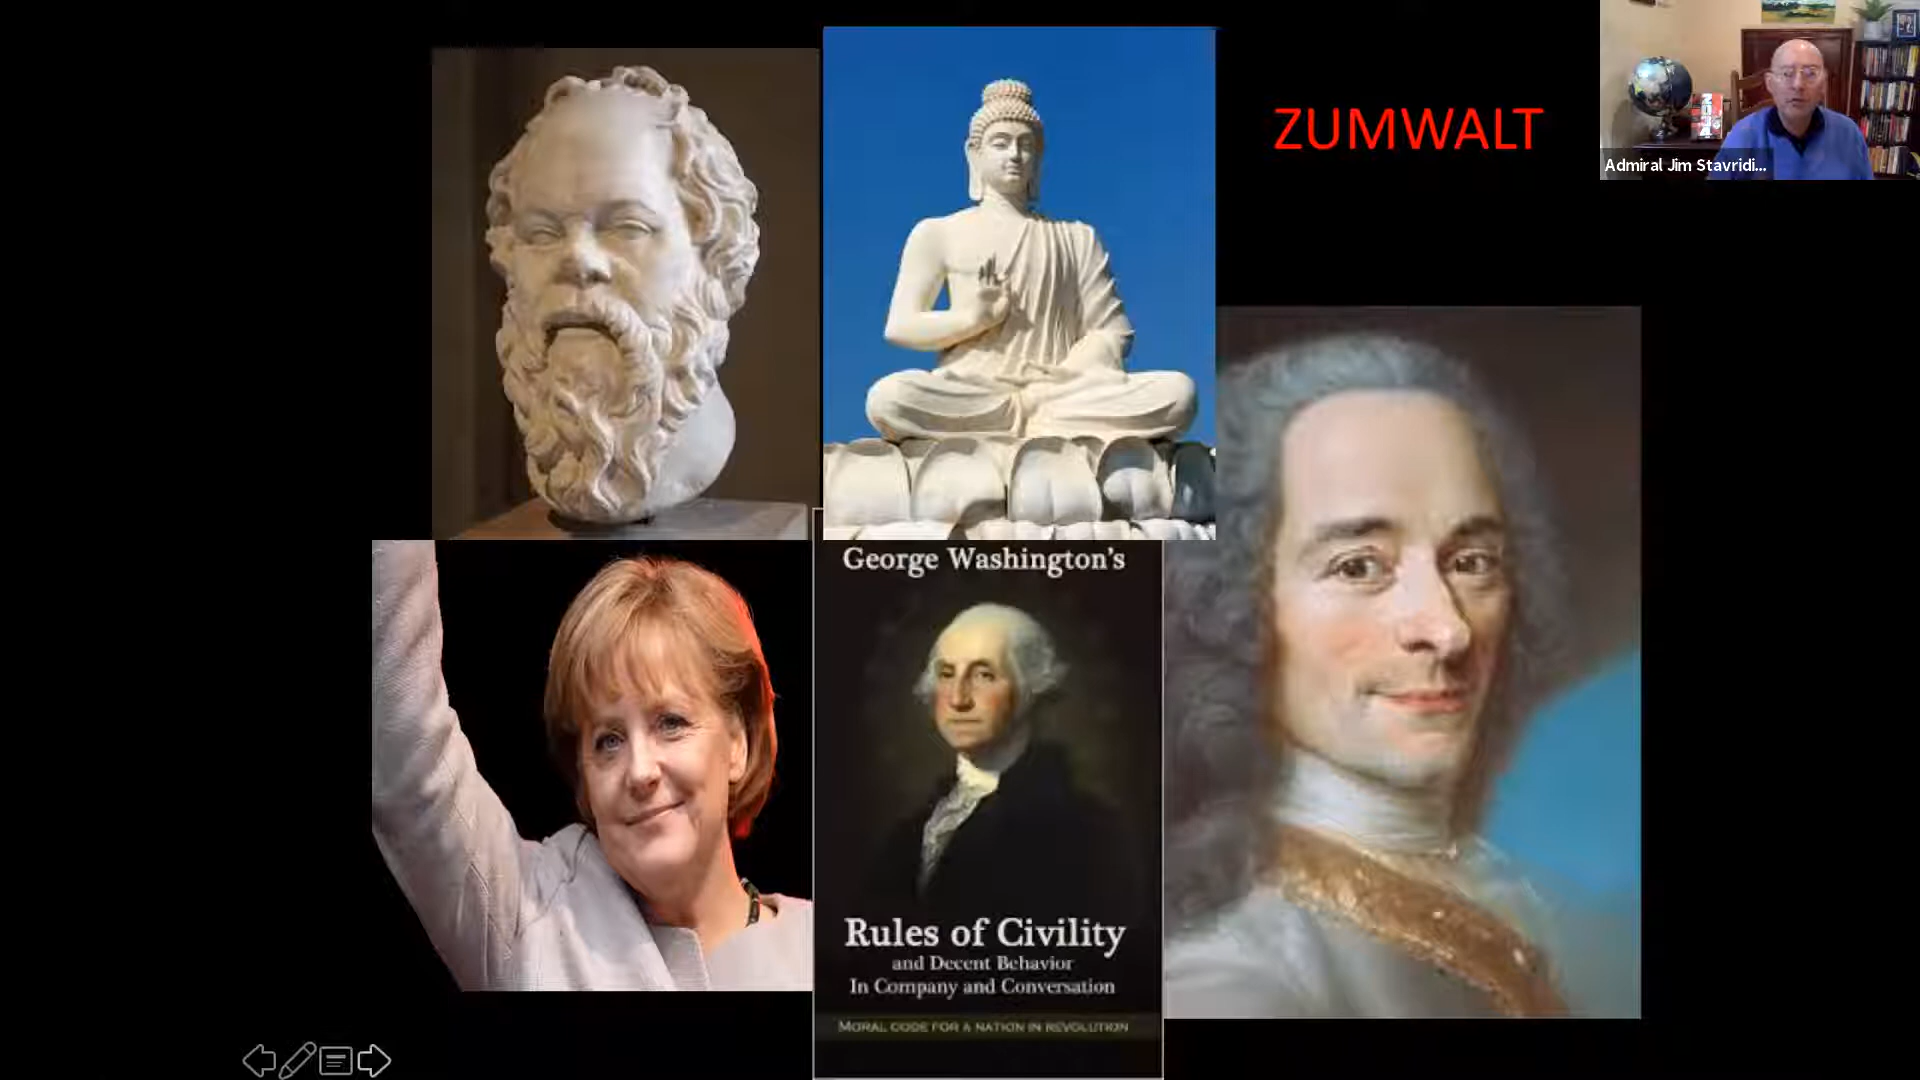 ZUMWALT
Admiral Jim Stavridi...
George Washington's
Rules of Civility
and Decent Behavior
In Company and Conversation
MORAL CODE FOR A NATION IN REVOLUTION